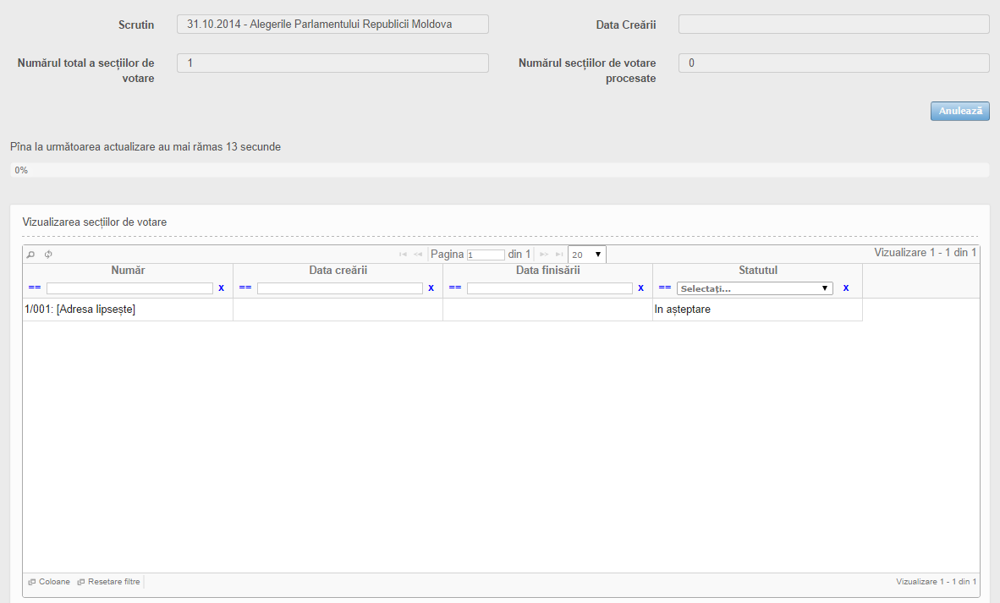 Scrutin
31.10.2014 - Alegerile Parlamentului Republicii Moldova
Data Creării
Numărul total a secțiilor de
votare
1
Numărul secțiilor de votare
procesate
0
Anulează
Pîna la următoarea actualizare au mai rămas 13 secunde
0%
Vizualizarea secțiilor de votare
Pagina 1 din 1 20
Vizualizare 1 - 1 din 1
Număr Data creării Data finisării Statutul
== x == x == x == Selectați... x
1/001: [Adresa lipsește] In așteptare
Coloane Resetare filtre Vizualizare 1 - 1 din 1